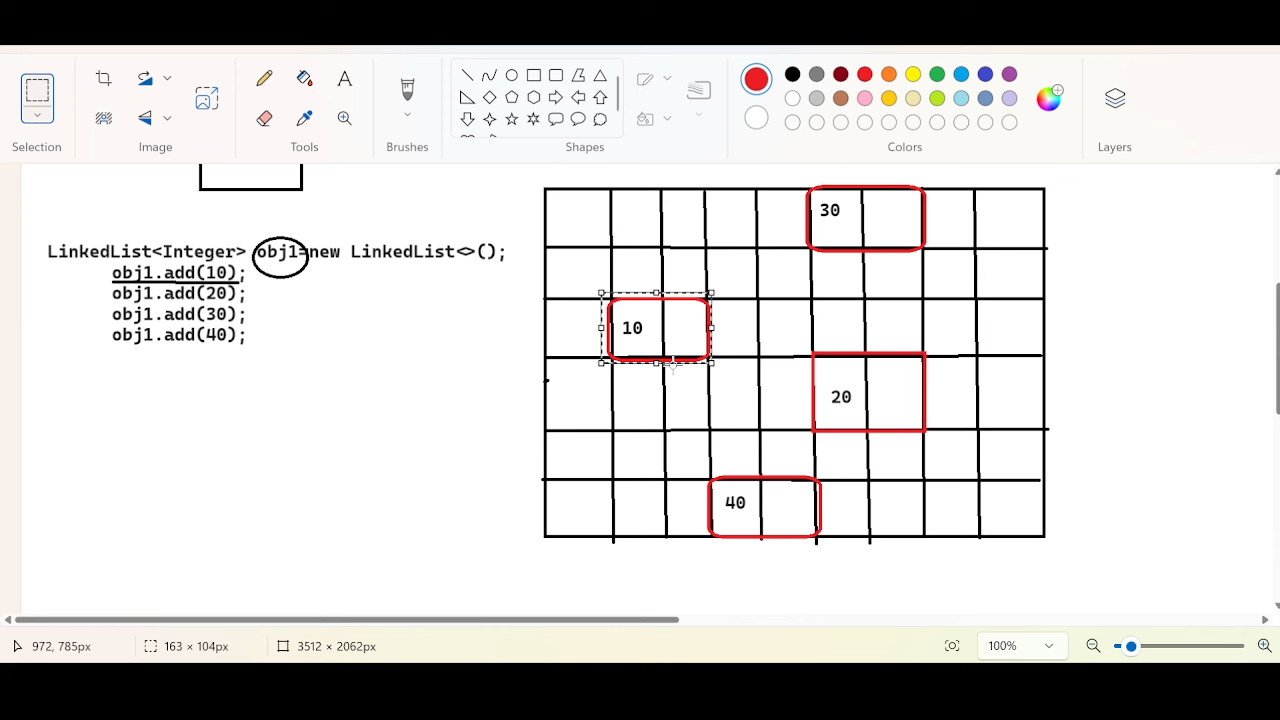 Selection
Image
Tools
Brushes
Shapes
Colors
Layers
LinkedList<Integer> obj1=new LinkedList<>();
obj1.add(10);
obj1.add(20);
obj1.add(30);
obj1.add(40);
30
10
20
40
972, 785px
163 × 104px
3512 × 2062px
100%